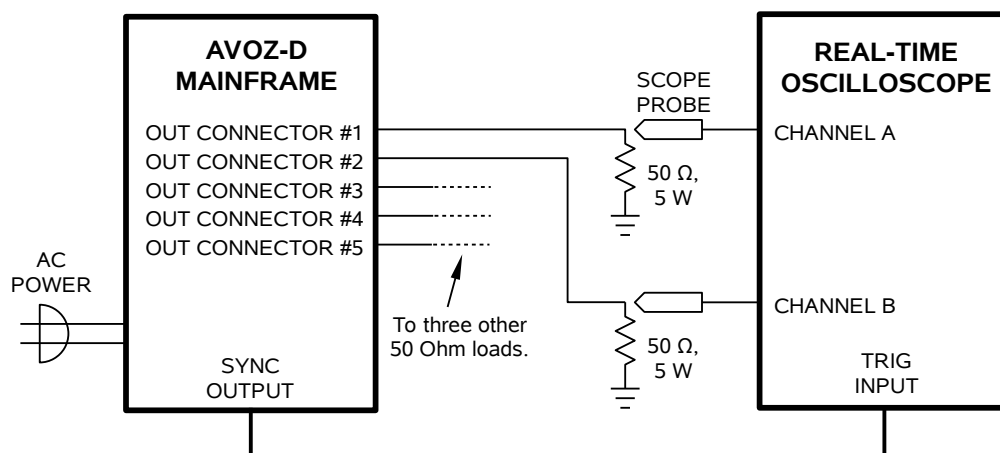 AVOZ-D
MAINFRAME
OUT CONNECTOR #1
OUT CONNECTOR #2
OUT CONNECTOR #3
OUT CONNECTOR #4
OUT CONNECTOR #5
AC
POWER
SYNC
OUTPUT
To three other
50 Ohm loads.
SCOPE
PROBE
50 Ω,
5 W
50 Ω,
5 W
REAL-TIME
OSCILLOSCOPE
CHANNEL A
CHANNEL B
TRIG
INPUT